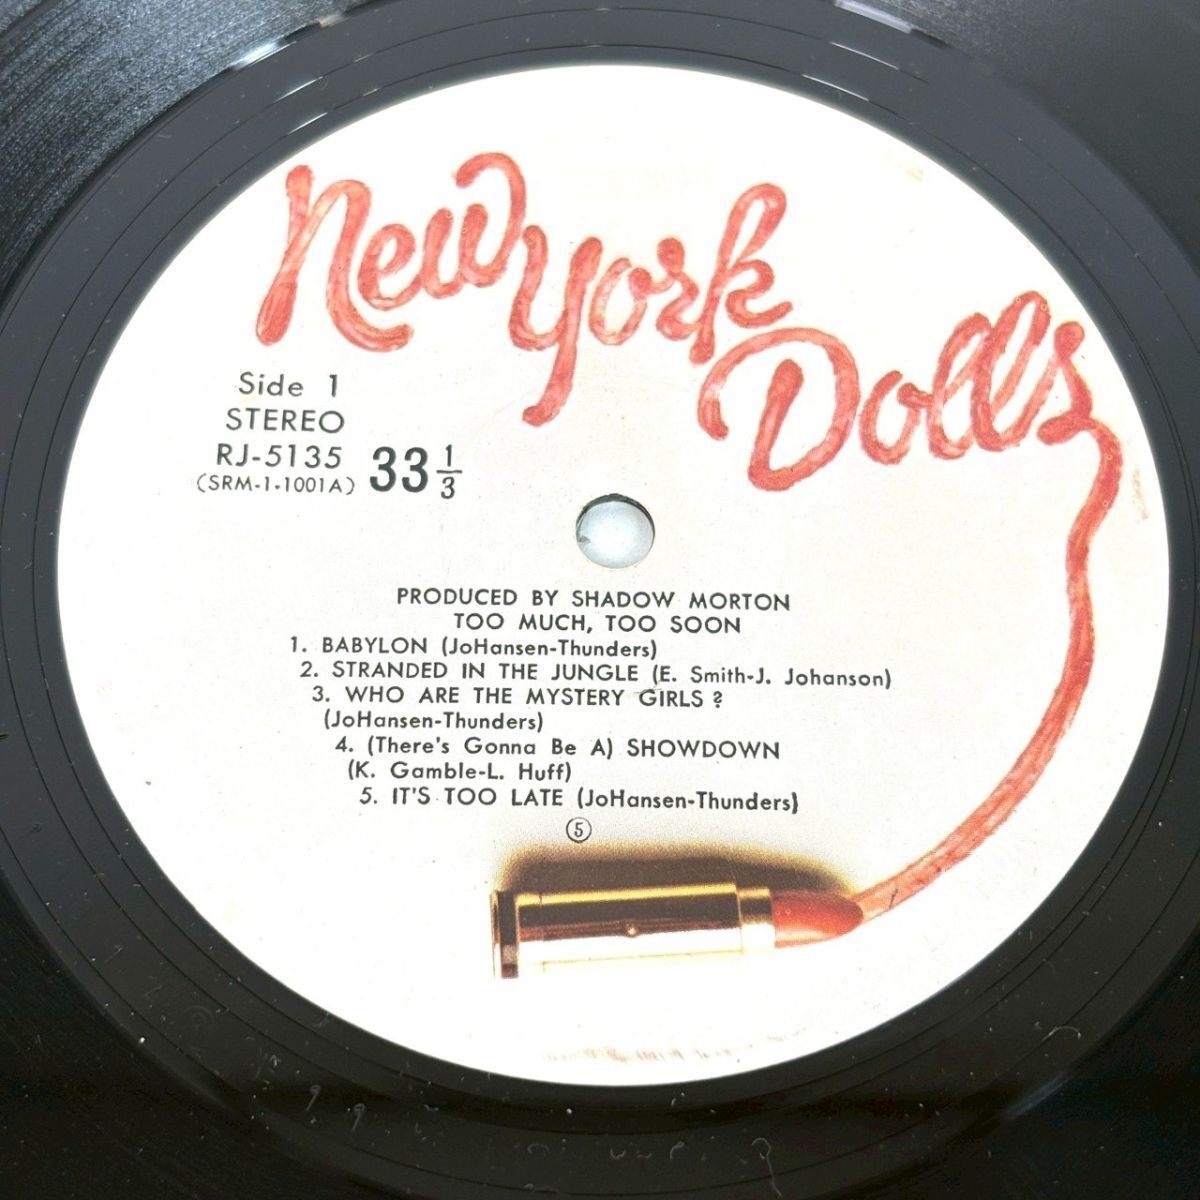 New York
Dolls
Side 1
STEREO
RJ-5135
(SRM-1-1001A)
33 1/3
PRODUCED BY SHADOW MORTON
TOO MUCH, TOO SOON
1. BABYLON (JoHansen-Thunders)
2. STRANDED IN THE JUNGLE (E. Smith-J. Johanson)
3. WHO ARE THE MYSTERY GIRLS ?
(JoHansen-Thunders)
4. (There's Gonna Be A) SHOWDOWN
(K. Gamble-L. Huff)
5. IT'S TOO LATE (JoHansen-Thunders)
⑤